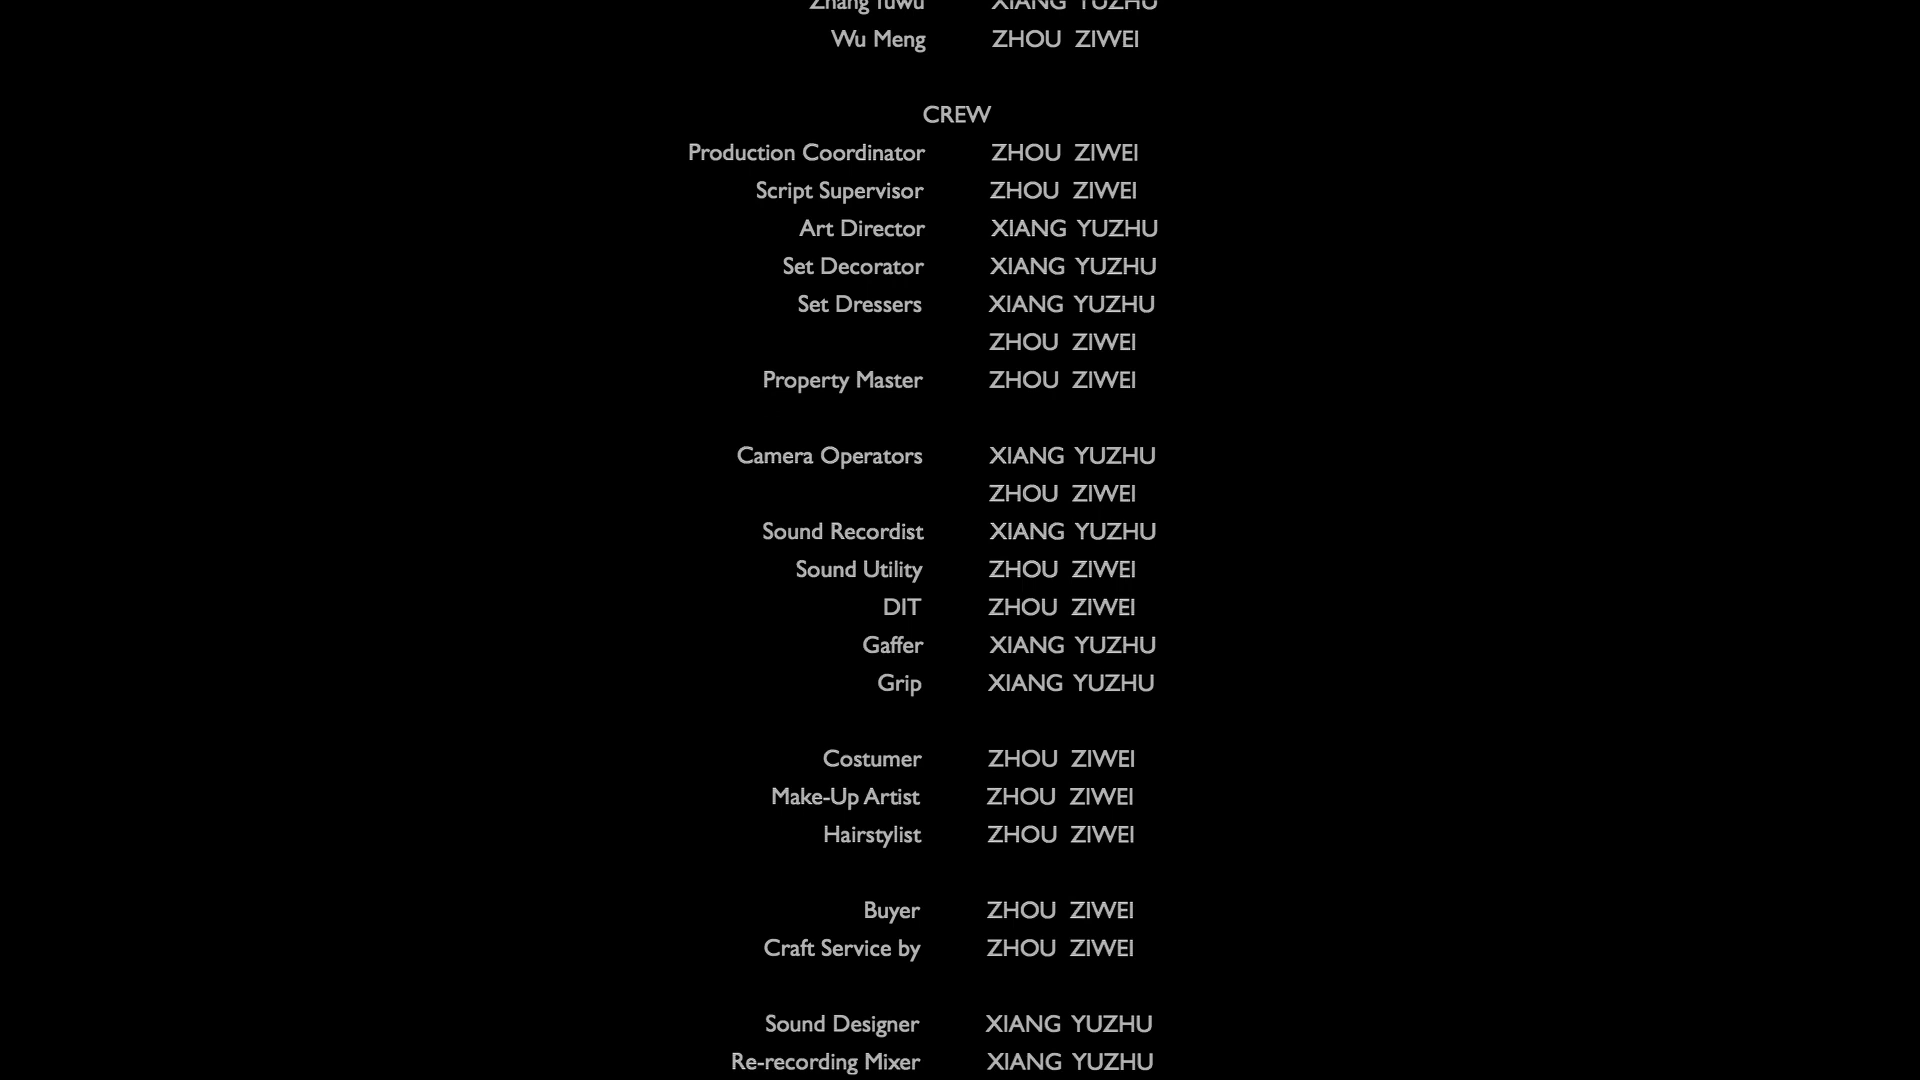 Zhang Yuwu XIANG YUZHU
Wu Meng ZHOU ZIWEI
CREW
Production Coordinator ZHOU ZIWEI
Script Supervisor ZHOU ZIWEI
Art Director XIANG YUZHU
Set Decorator XIANG YUZHU
Set Dressers XIANG YUZHU
ZHOU ZIWEI
Property Master ZHOU ZIWEI
Camera Operators XIANG YUZHU
ZHOU ZIWEI
Sound Recordist XIANG YUZHU
Sound Utility ZHOU ZIWEI
DIT ZHOU ZIWEI
Gaffer XIANG YUZHU
Grip XIANG YUZHU
Costumer ZHOU ZIWEI
Make-Up Artist ZHOU ZIWEI
Hairstylist ZHOU ZIWEI
Buyer ZHOU ZIWEI
Craft Service by ZHOU ZIWEI
Sound Designer XIANG YUZHU
Re-recording Mixer XIANG YUZHU